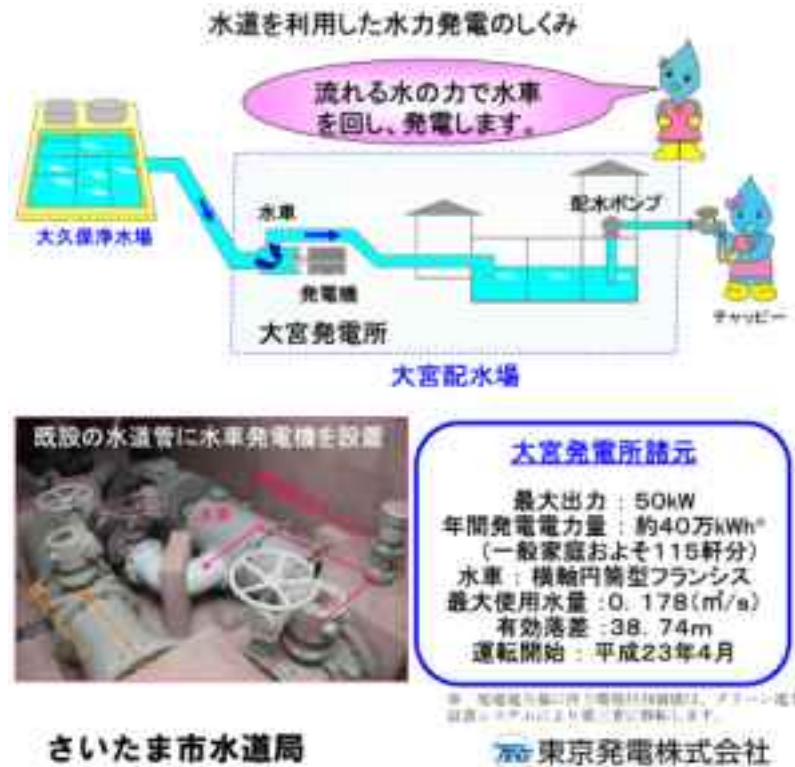 水道を利用した水力発電のしくみ
流れる水の力で水車
を回し、発電します。
大久保浄水場
水車
発電機
配水ポンプ
チャッピー
大宮発電所
大宮配水場
既設の水道管に水車発電機を設置
大宮発電所諸元
最大出力：50kW
年間発電電力量：約40万kWh※
（一般家庭およそ115軒分）
水車：横軸円筒型フランシス
最大使用水量：0．178(㎥/s)
有効落差：38．74m
運転開始：平成23年4月
さいたま市水道局
東京発電株式会社